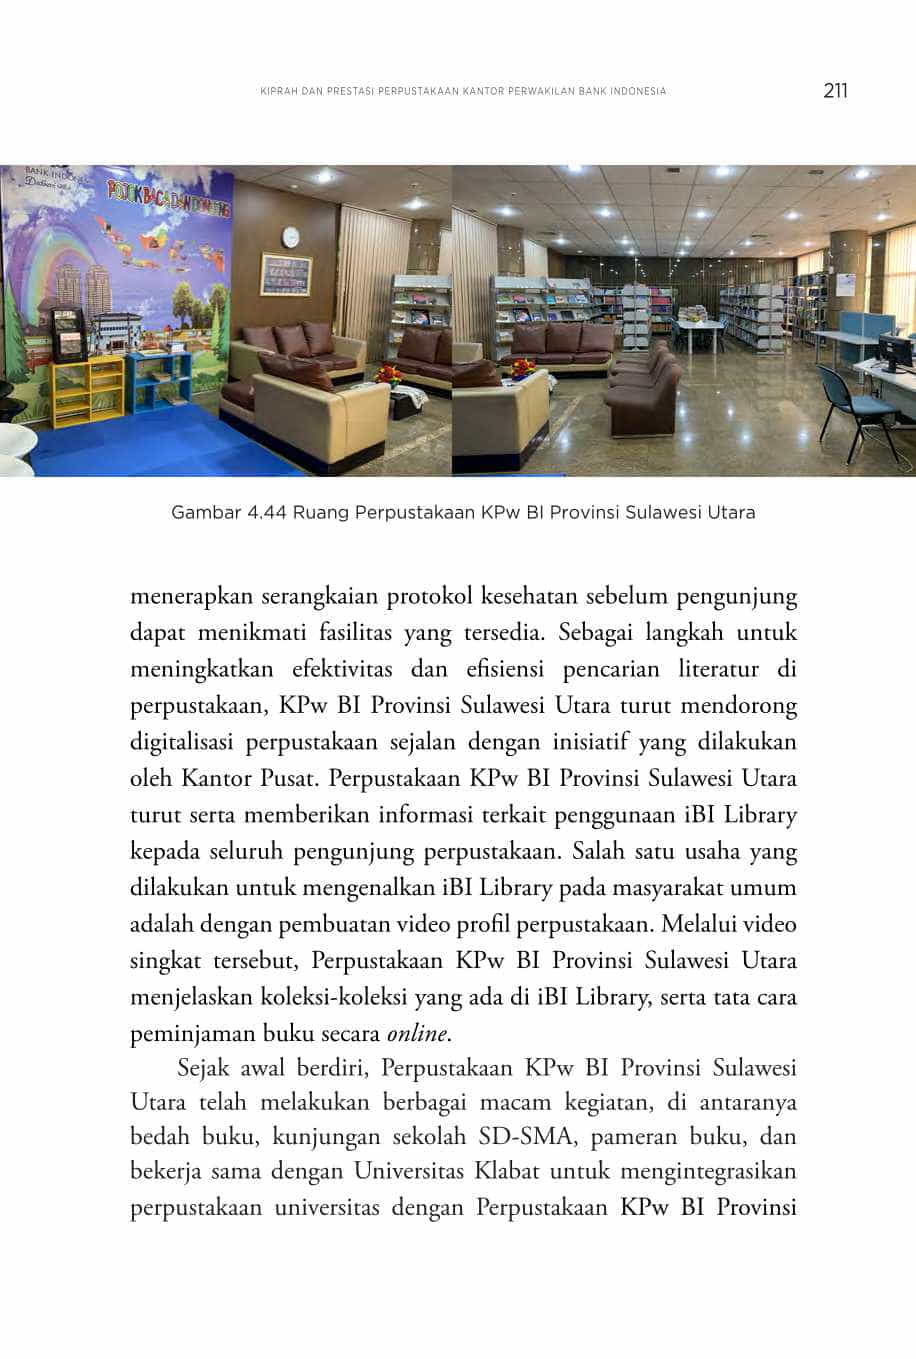 KIPRAH DAN PRESTASI PERPUSTAKAAN KANTOR PERWAKILAN BANK INDONESIA
211
BANK INDONESIA
POJOK BACA DAN DONGENG
Gambar 4.44 Ruang Perpustakaan KPw BI Provinsi Sulawesi Utara
menerapkan serangkaian protokol kesehatan sebelum pengunjung
dapat menikmati fasilitas yang tersedia. Sebagai langkah untuk
meningkatkan efektivitas dan efisiensi pencarian literatur di
perpustakaan, KPw BI Provinsi Sulawesi Utara turut mendorong
digitalisasi perpustakaan sejalan dengan inisiatif yang dilakukan
oleh Kantor Pusat. Perpustakaan KPw BI Provinsi Sulawesi Utara
turut serta memberikan informasi terkait penggunaan iBI Library
kepada seluruh pengunjung perpustakaan. Salah satu usaha yang
dilakukan untuk mengenalkan iBI Library pada masyarakat umum
adalah dengan pembuatan video profil perpustakaan. Melalui video
singkat tersebut, Perpustakaan KPw BI Provinsi Sulawesi Utara
menjelaskan koleksi-koleksi yang ada di iBI Library, serta tata cara
peminjaman buku secara online.
Sejak awal berdiri, Perpustakaan KPw BI Provinsi Sulawesi
Utara telah melakukan berbagai macam kegiatan, di antaranya
bedah buku, kunjungan sekolah SD-SMA, pameran buku, dan
bekerja sama dengan Universitas Klabat untuk mengintegrasikan
perpustakaan universitas dengan Perpustakaan KPw BI Provinsi